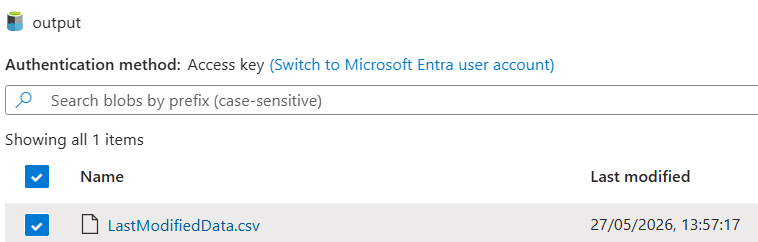 output
Authentication method: Access key (Switch to Microsoft Entra user account)
Search blobs by prefix (case-sensitive)
Showing all 1 items
Name Last modified
LastModifiedData.csv 27/05/2026, 13:57:17